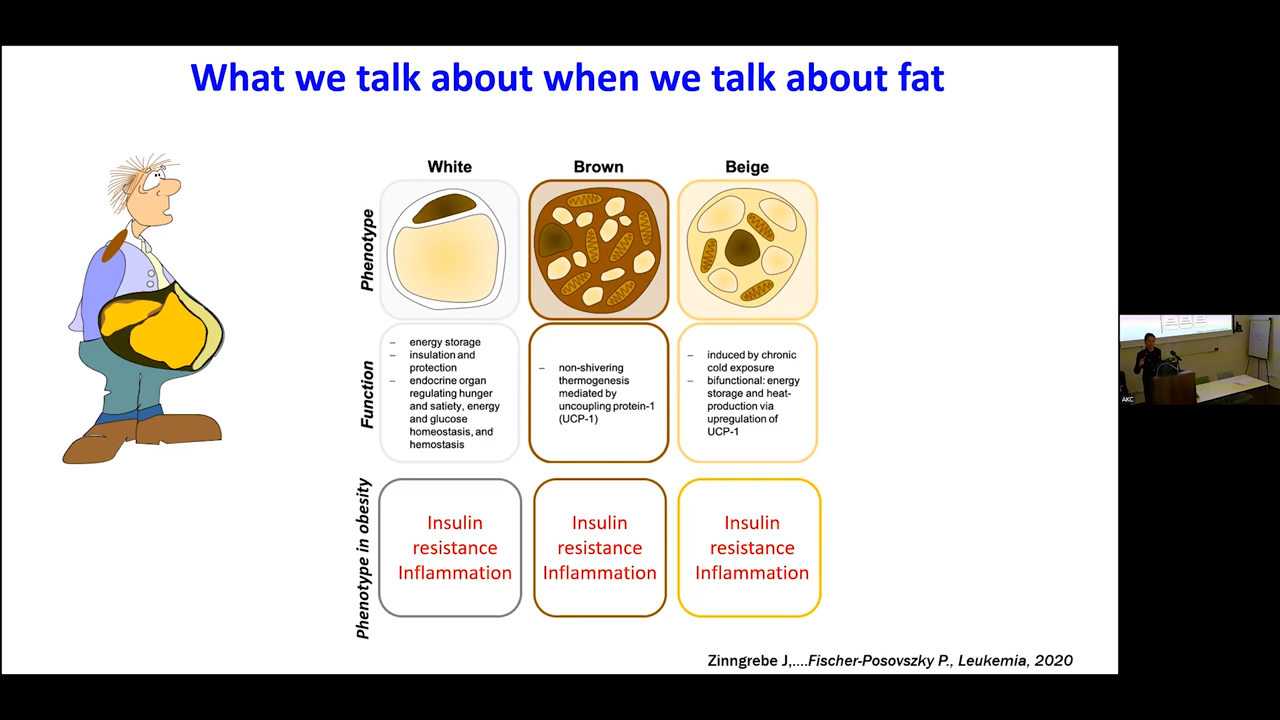 What we talk about when we talk about fat
White
Brown
Beige
Phenotype
Function
– energy storage
– insulation and
protection
– endocrine organ
regulating hunger
and satiety, energy
and glucose
homeostasis, and
hemostasis
– non-shivering
thermogenesis
mediated by
uncoupling protein-1
(UCP-1)
– induced by chronic
cold exposure
– bifunctional: energy
storage and heat-
production via
upregulation of
UCP-1
Phenotype in obesity
Insulin
resistance
Inflammation
Insulin
resistance
Inflammation
Insulin
resistance
Inflammation
Zinngrebe J,....Fischer-Posovszky P., Leukemia, 2020
AKC